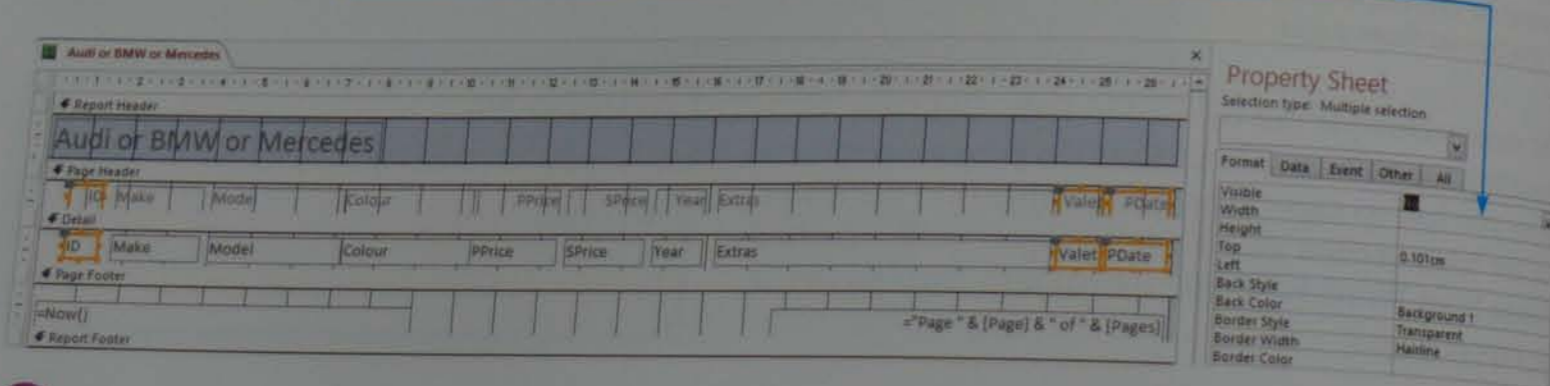 Audi or BMW or Mercedes
Report Header
Audi or BMW or Mercedes
Page Header
ID Make Model Colour PPrice SPrice Year Extras Valet PDate
Detail
ID Make Model Colour PPrice SPrice Year Extras Valet PDate
Page Footer
=Now() ="Page " & [Page] & " of " & [Pages]
Report Footer
Property Sheet
Selection type: Multiple selection
Format Data Event Other All
Visible
Width
Height
Top 0.101cm
Left
Back Style
Back Color Background 1
Border Style Transparent
Border Width Hairline
Border Color